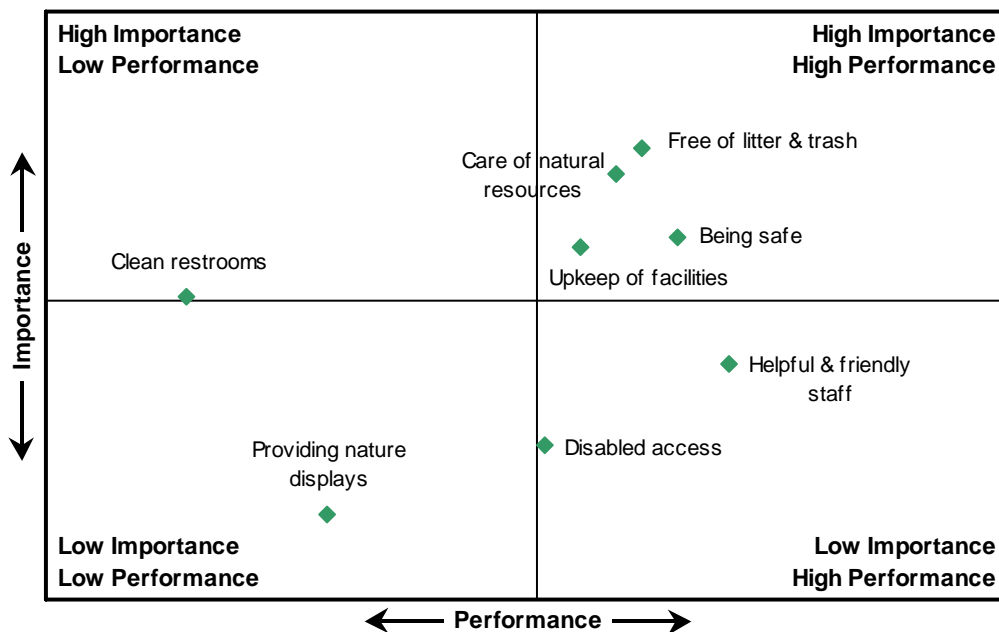 High Importance
Low Performance
High Importance
High Performance
Free of litter & trash
Care of natural
resources
Being safe
Clean restrooms
Upkeep of facilities
Importance
Helpful & friendly
staff
Providing nature
displays
Disabled access
Low Importance
Low Performance
Low Importance
High Performance
Performance